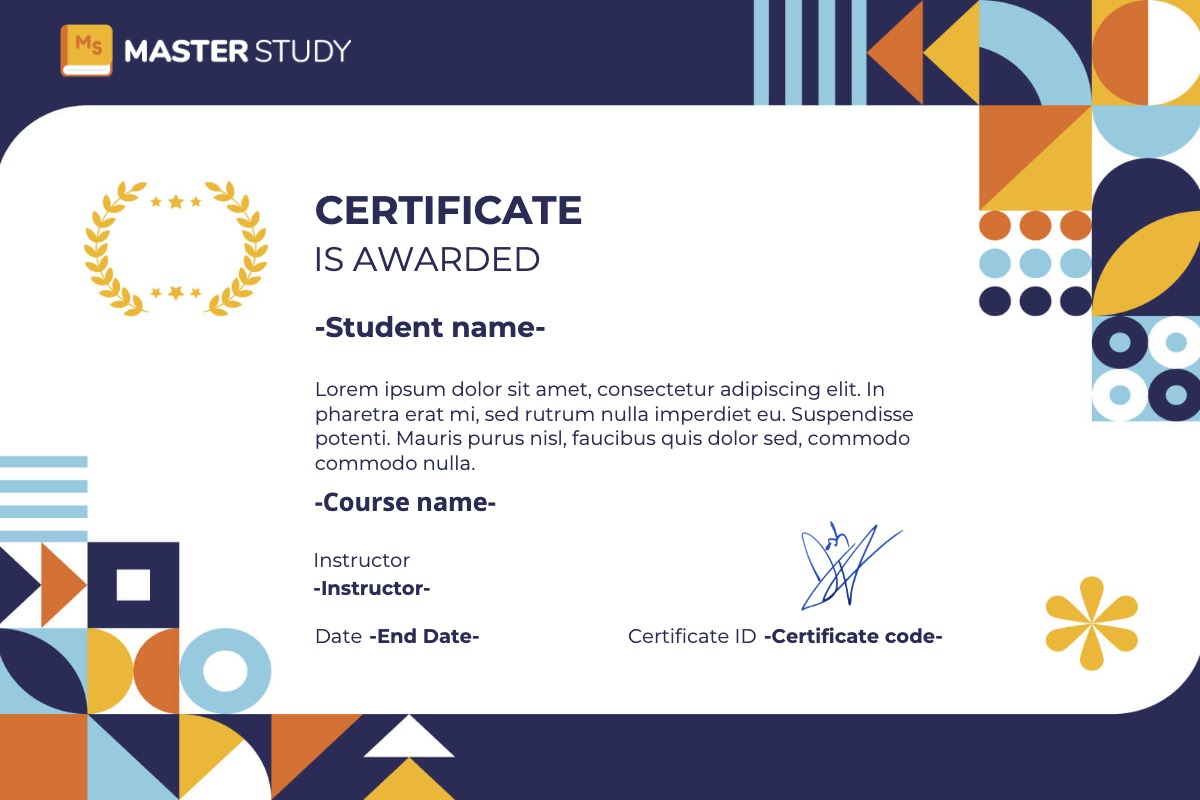 MS
MASTER STUDY
CERTIFICATE
IS AWARDED
-Student name-
Lorem ipsum dolor sit amet, consectetur adipiscing elit. In
pharetra erat mi, sed rutrum nulla imperdiet eu. Suspendisse
potenti. Mauris purus nisl, faucibus quis dolor sed, commodo
commodo nulla.
-Course name-
Instructor
-Instructor-
Date -End Date-
Certificate ID -Certificate code-